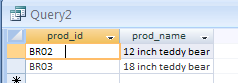 Query2
prod_id prod_name
BR02 12 inch teddy bear
BR03 18 inch teddy bear